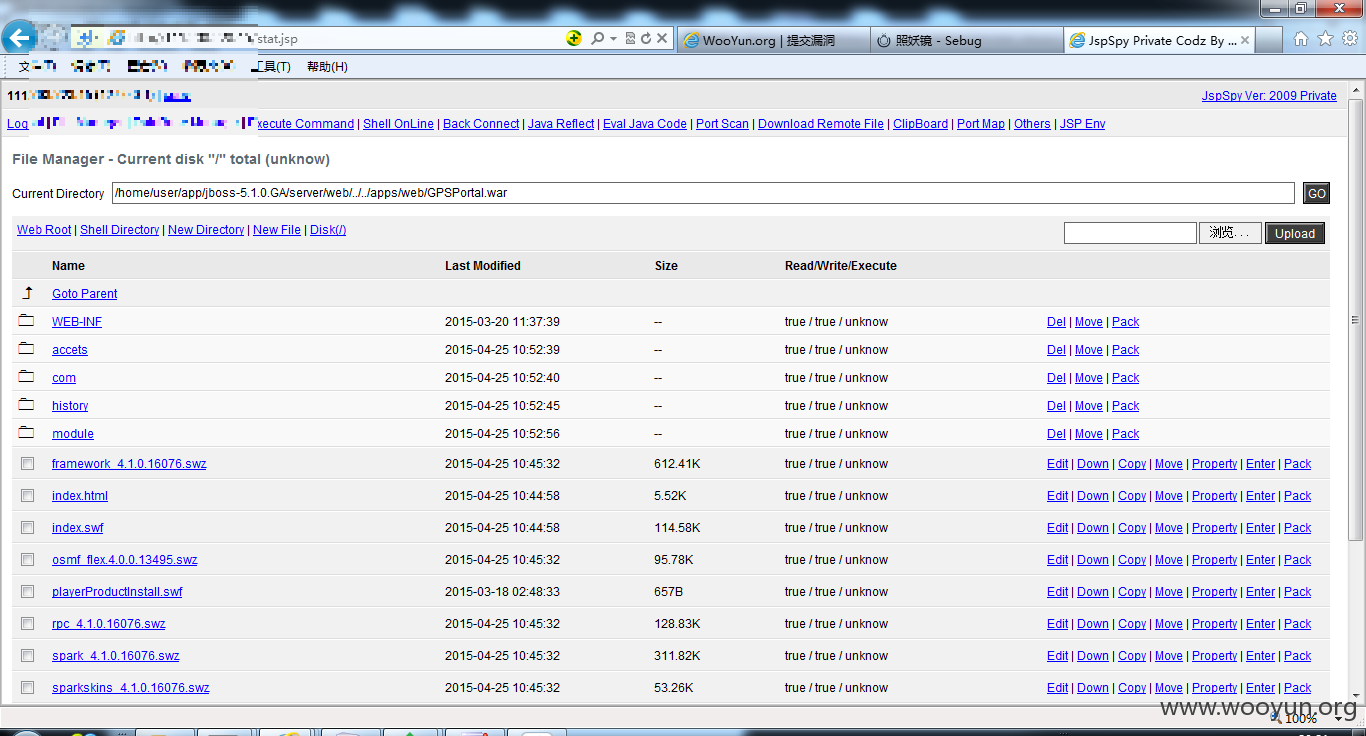 stat.jsp
WooYun.org | 提交漏洞
照妖镜 - Sebug
JspSpy Private Codz By ...
工具(T) 帮助(H)
111
JspSpy Ver: 2009 Private
Log
xecute Command | Shell OnLine | Back Connect | Java Reflect | Eval Java Code | Port Scan | Download Remote File | ClipBoard | Port Map | Others | JSP Env
File Manager - Current disk "/" total (unknow)
Current Directory /home/user/app/jboss-5.1.0.GA/server/web/../../apps/web/GPSPortal.war GO
Web Root | Shell Directory | New Directory | New File | Disk(/) 浏览... Upload
Name Last Modified Size Read/Write/Execute
Goto Parent
WEB-INF 2015-03-20 11:37:39 -- true / true / unknow Del | Move | Pack
accets 2015-04-25 10:52:39 -- true / true / unknow Del | Move | Pack
com 2015-04-25 10:52:40 -- true / true / unknow Del | Move | Pack
history 2015-04-25 10:52:45 -- true / true / unknow Del | Move | Pack
module 2015-04-25 10:52:56 -- true / true / unknow Del | Move | Pack
framework_4.1.0.16076.swz 2015-04-25 10:45:32 612.41K true / true / unknow Edit | Down | Copy | Move | Property | Enter | Pack
index.html 2015-04-25 10:44:58 5.52K true / true / unknow Edit | Down | Copy | Move | Property | Enter | Pack
index.swf 2015-04-25 10:44:58 114.58K true / true / unknow Edit | Down | Copy | Move | Property | Enter | Pack
osmf_flex.4.0.0.13495.swz 2015-04-25 10:45:32 95.78K true / true / unknow Edit | Down | Copy | Move | Property | Enter | Pack
playerProductInstall.swf 2015-03-18 02:48:33 657B true / true / unknow Edit | Down | Copy | Move | Property | Enter | Pack
rpc_4.1.0.16076.swz 2015-04-25 10:45:32 128.83K true / true / unknow Edit | Down | Copy | Move | Property | Enter | Pack
spark_4.1.0.16076.swz 2015-04-25 10:45:32 311.82K true / true / unknow Edit | Down | Copy | Move | Property | Enter | Pack
sparkskins_4.1.0.16076.swz 2015-04-25 10:45:32 53.26K true / true / unknow Edit | Down | Copy | Move | Property | Enter | Pack
www.wooyun.org
100%